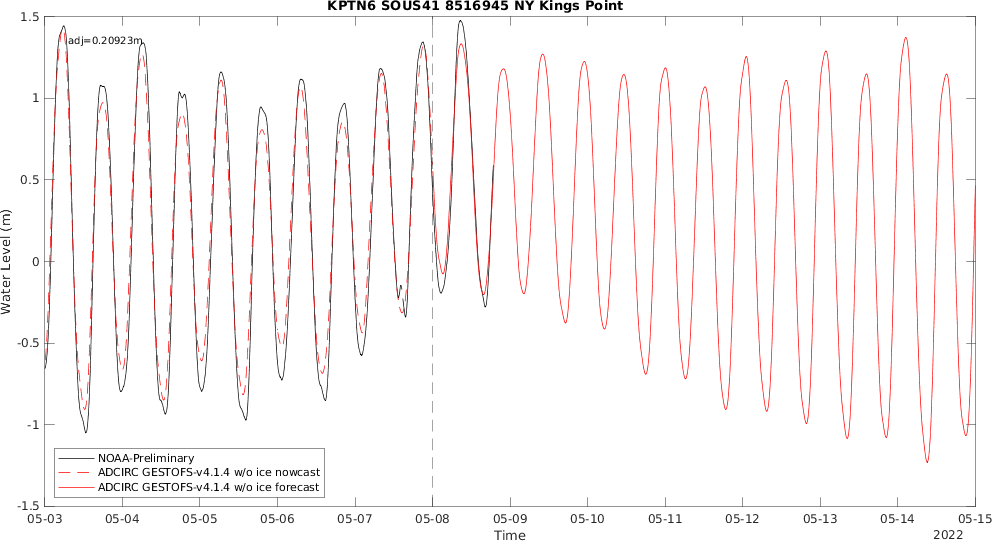 KPTN6 SOUS41 8516945 NY Kings Point
adj=0.20923m
1.5
1
0.5
0
-0.5
-1
-1.5
Water Level (m)
NOAA-Preliminary
ADCIRC GESTOFS-v4.1.4 w/o ice nowcast
ADCIRC GESTOFS-v4.1.4 w/o ice forecast
05-03 05-04 05-05 05-06 05-07 05-08 05-09 05-10 05-11 05-12 05-13 05-14 05-15
Time
2022